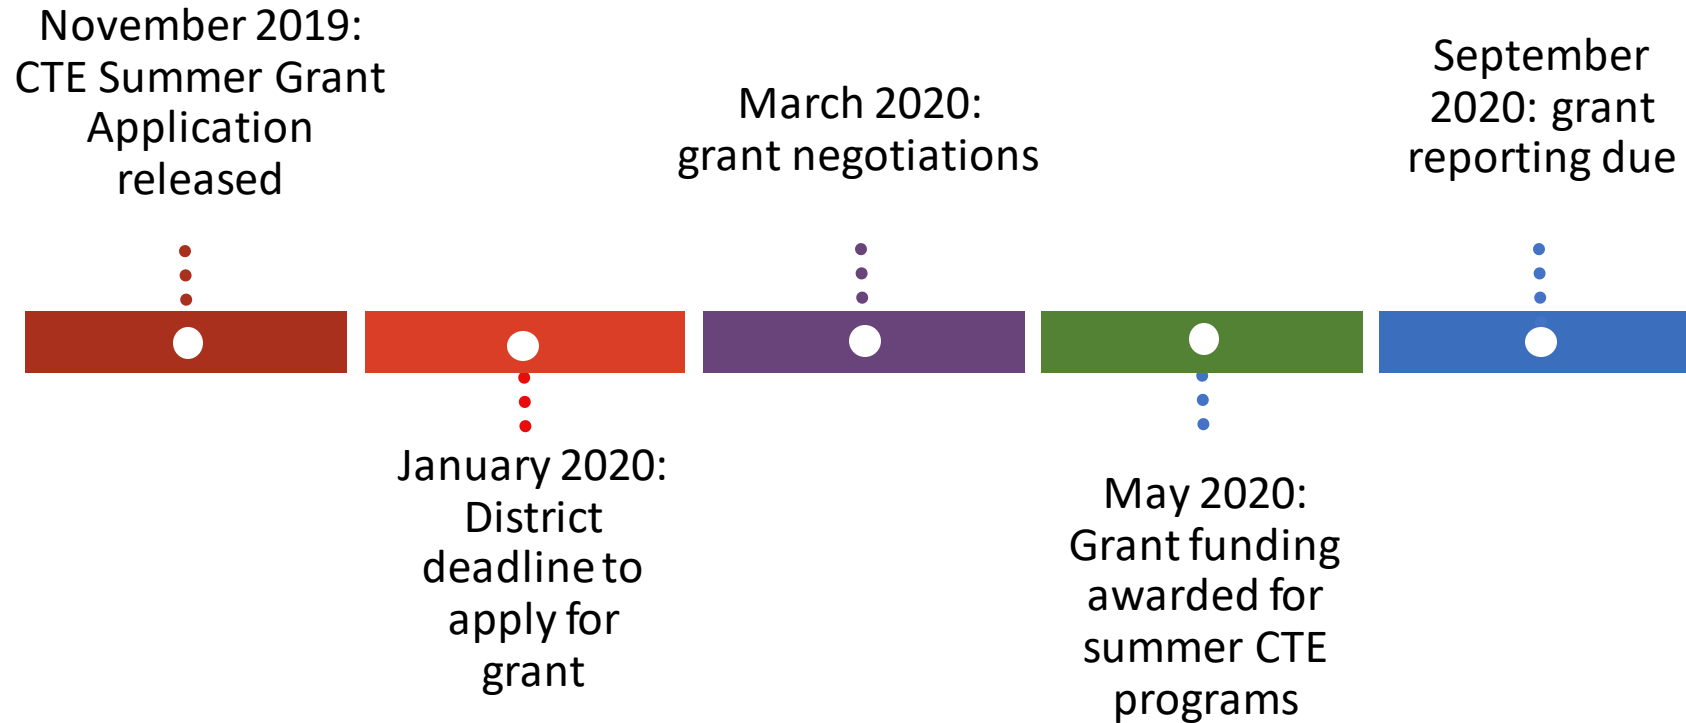 November 2019:
CTE Summer Grant
Application
released
January 2020:
District
deadline to
apply for
grant
March 2020:
grant negotiations
May 2020:
Grant funding
awarded for
summer CTE
programs
September
2020: grant
reporting due